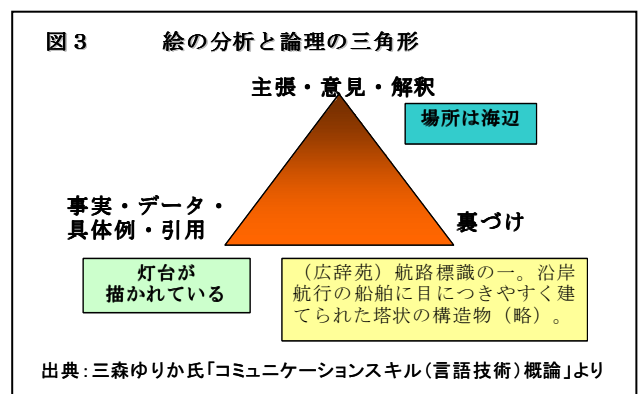 図３　絵の分析と論理の三角形
主張・意見・解釈
場所は海辺
事実・データ・
具体例・引用
裏づけ
灯台が
描かれている
（広辞苑）航路標識の一。沿岸
航行の船舶に目につきやすく建
てられた塔状の構造物（略）。
出典：三森ゆりか氏「コミュニケーションスキル（言語技術）概論」より